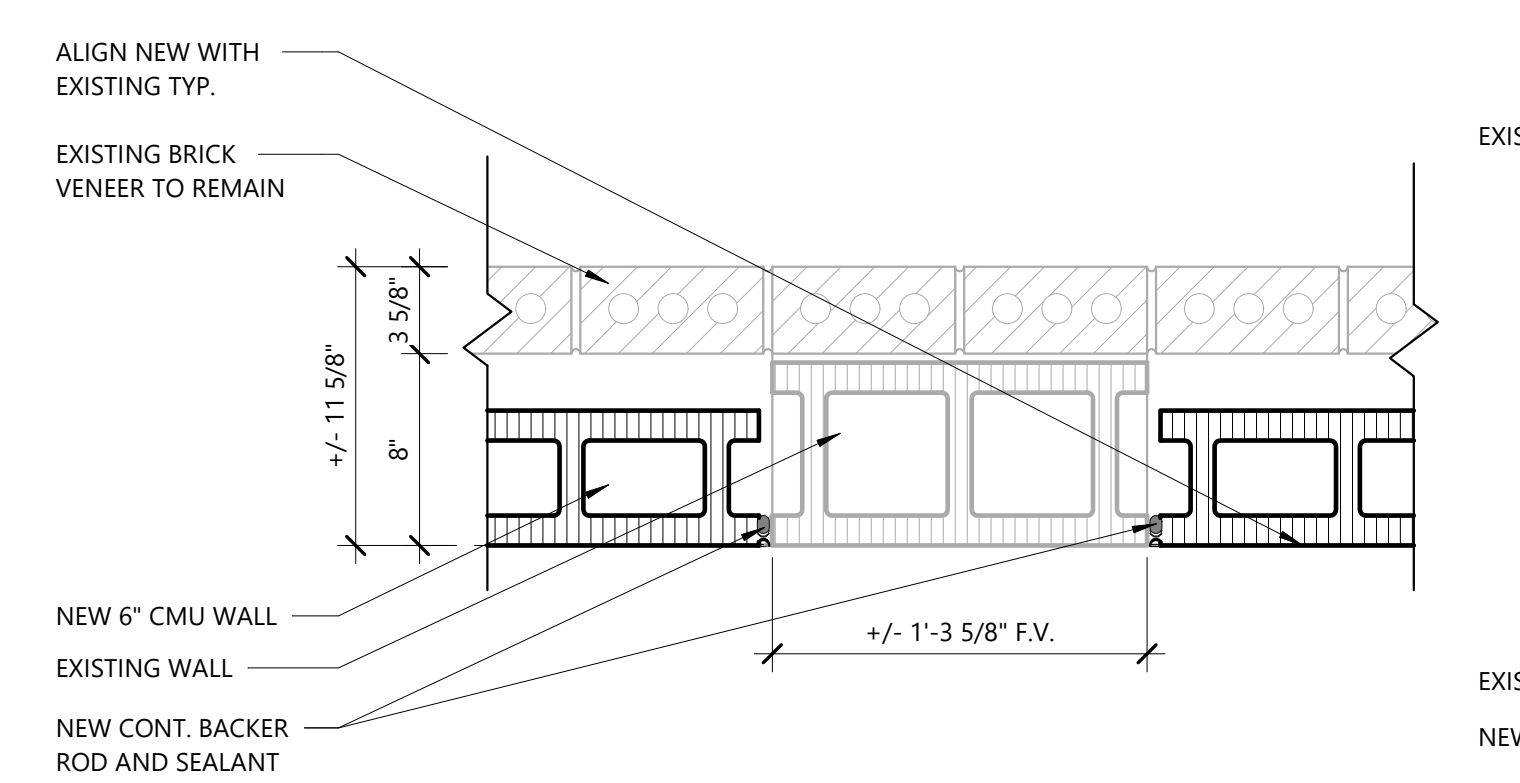 ALIGN NEW WITH
EXISTING TYP.
EXISTING BRICK
VENEER TO REMAIN
3 5/8"
+/- 11 5/8"
8"
NEW 6" CMU WALL
EXISTING WALL
NEW CONT. BACKER
ROD AND SEALANT
+/- 1'-3 5/8" F.V.
EXIS
EXIS
NEW